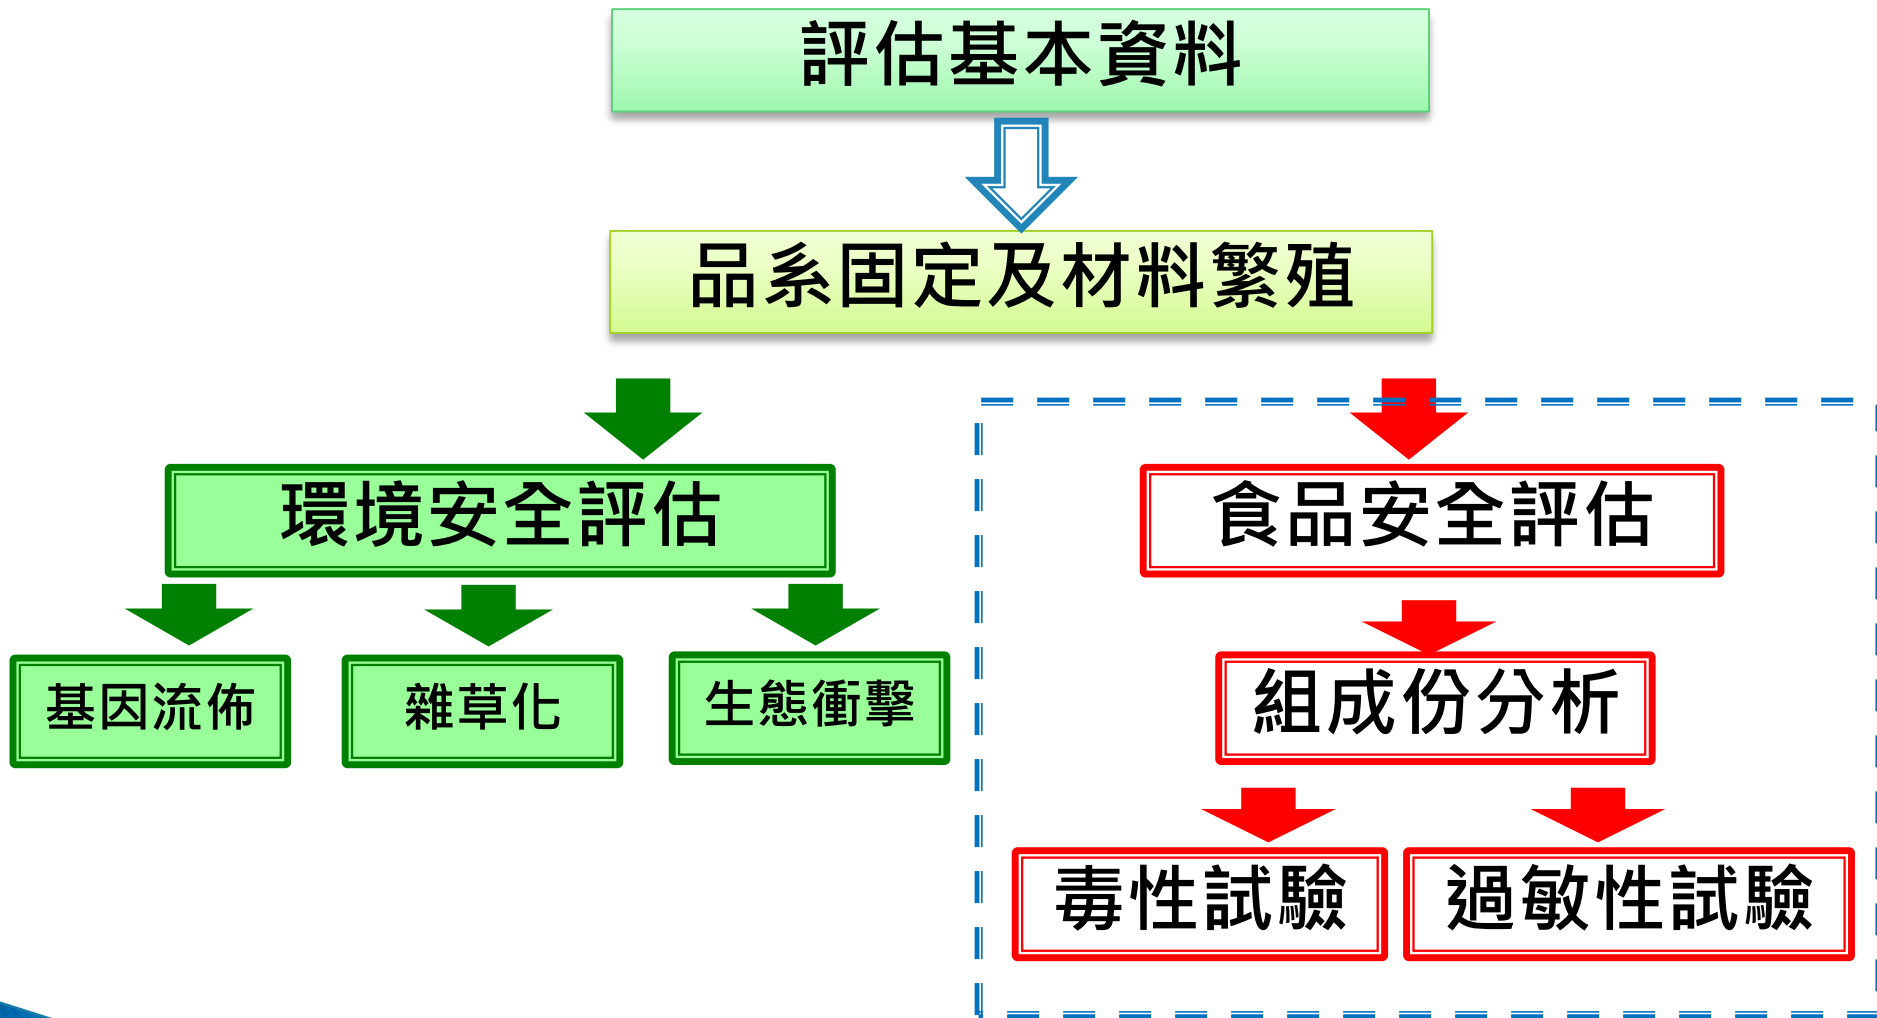 評估基本資料
品系固定及材料繁殖
環境安全評估
食品安全評估
基因流佈
雜草化
生態衝擊
組成份分析
毒性試驗
過敏性試驗